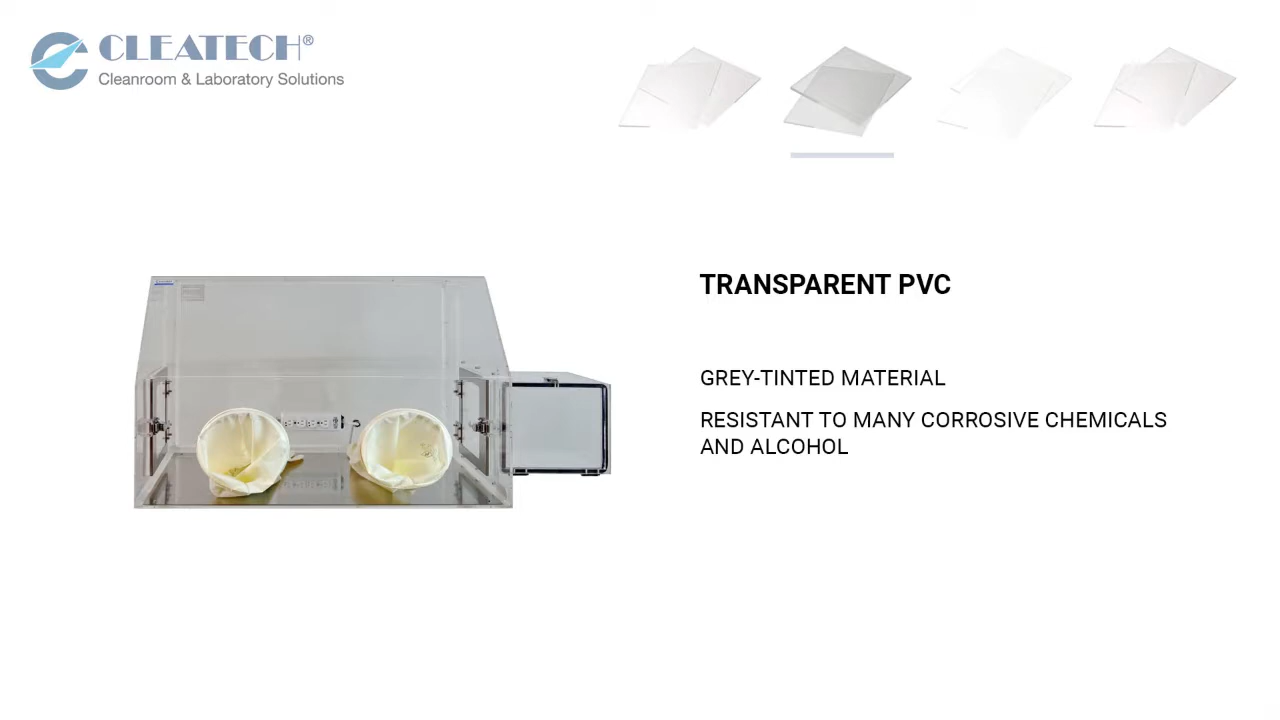 CLEATECH®
Cleanroom & Laboratory Solutions
TRANSPARENT PVC
GREY-TINTED MATERIAL
RESISTANT TO MANY CORROSIVE CHEMICALS
AND ALCOHOL